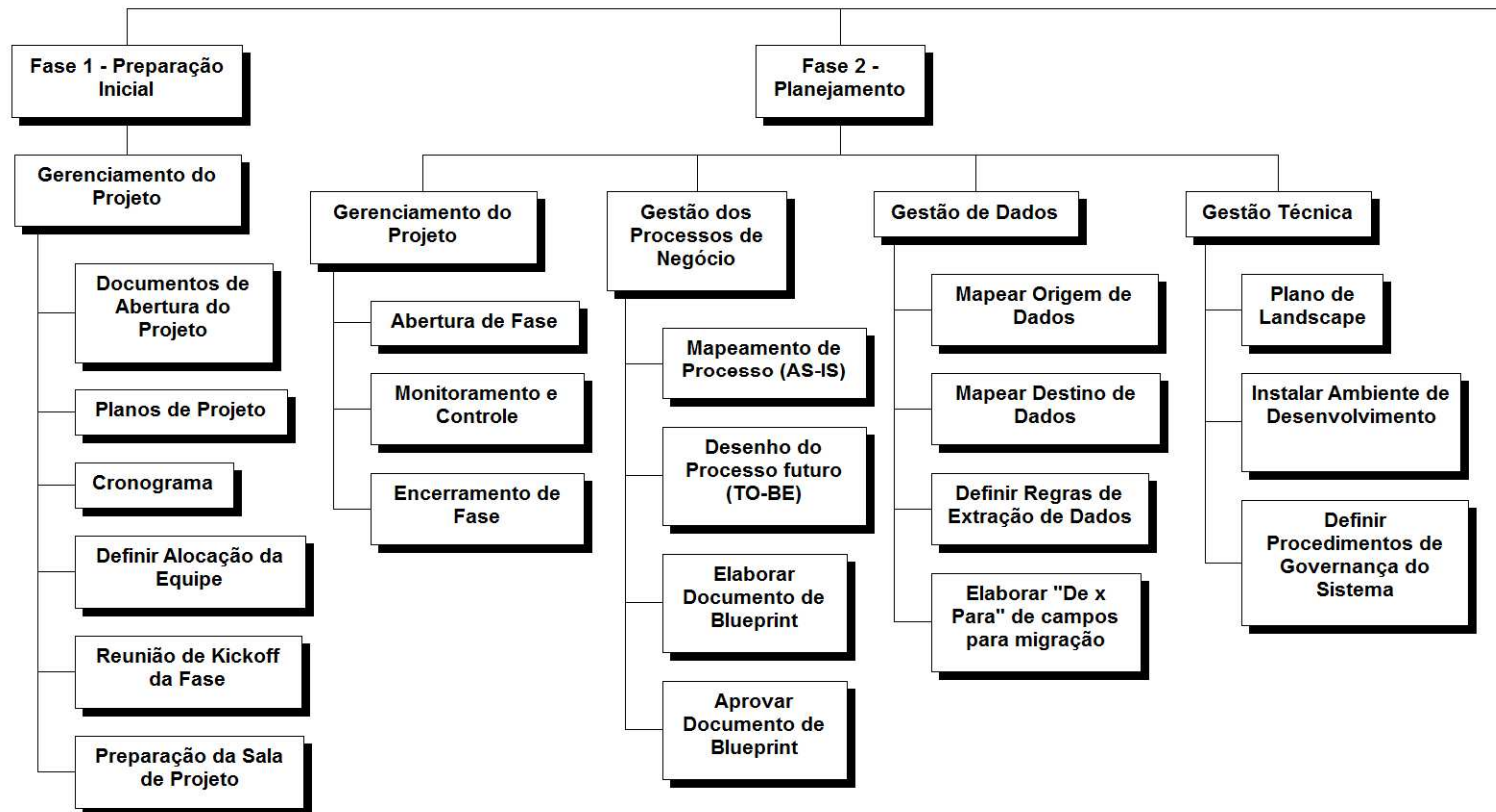 Fase 1 - Preparação
Inicial
Gerenciamento do
Projeto
Documentos de
Abertura do
Projeto
Planos de Projeto
Cronograma
Definir Alocação da
Equipe
Reunião de Kickoff
da Fase
Preparação da Sala
de Projeto
Fase 2 -
Planejamento
Gerenciamento do
Projeto
Abertura de Fase
Monitoramento e
Controle
Encerramento de
Fase
Gestão dos
Processos de
Negócio
Mapeamento de
Processo (AS-IS)
Desenho do
Processo futuro
(TO-BE)
Elaborar
Documento de
Blueprint
Aprovar
Documento de
Blueprint
Gestão de Dados
Mapear Origem de
Dados
Mapear Destino de
Dados
Definir Regras de
Extração de Dados
Elaborar "De x
Para" de campos
para migração
Gestão Técnica
Plano de
Landscape
Instalar Ambiente de
Desenvolvimento
Definir
Procedimentos de
Governança do
Sistema